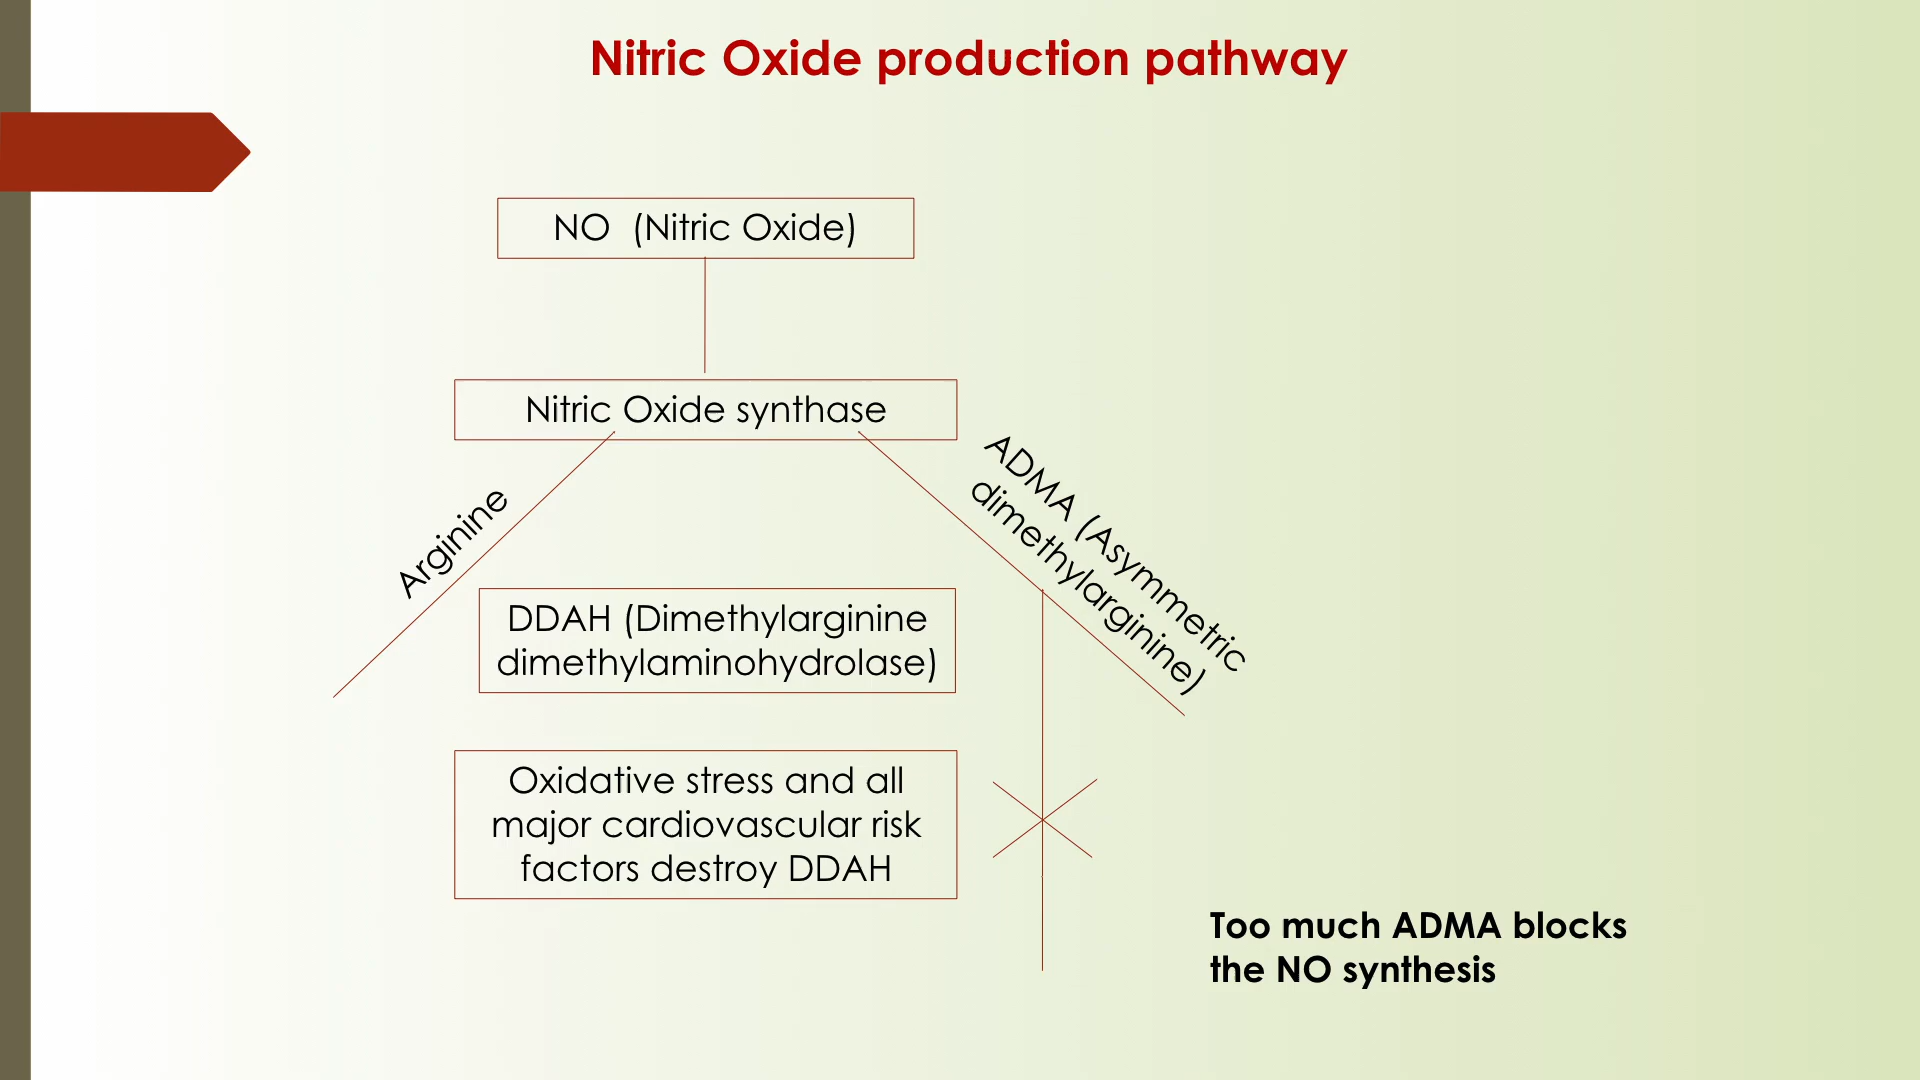 Nitric Oxide production pathway
NO (Nitric Oxide)
Nitric Oxide synthase
Arginine
ADMA (Asymmetric
dimethylarginine)
DDAH (Dimethylarginine
dimethylaminohydrolase)
Oxidative stress and all
major cardiovascular risk
factors destroy DDAH
Too much ADMA blocks
the NO synthesis